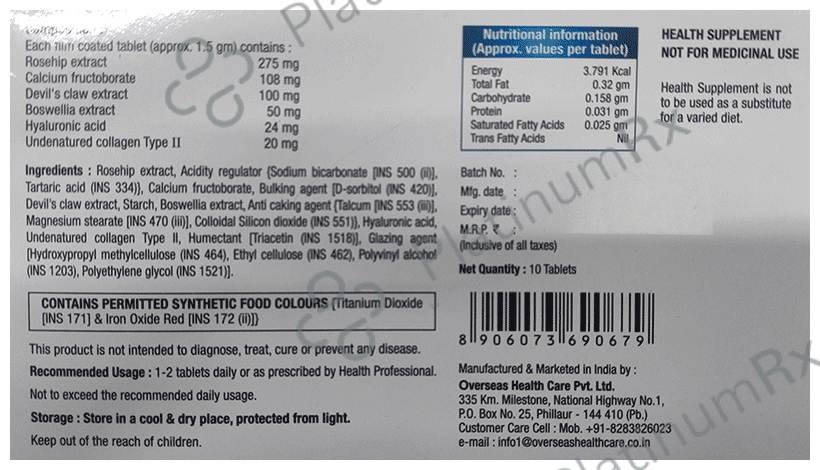 Each film coated tablet (approx. 1.5 gm) contains :
Rosehip extract 275 mg
Calcium fructoborate 108 mg
Devil's claw extract 100 mg
Boswellia extract 50 mg
Hyaluronic acid 24 mg
Undenatured collagen Type II 20 mg
Ingredients : Rosehip extract, Acidity regulator {Sodium bicarbonate [INS 500 (ii)],
Tartaric acid (INS 334)}, Calcium fructoborate, Bulking agent [D-sorbitol (INS 420)],
Devil's claw extract, Starch, Boswellia extract, Anti caking agent {Talcum [INS 553 (iii)],
Magnesium stearate [INS 470 (iii)], Colloidal Silicon dioxide (INS 551)}, Hyaluronic acid,
Undenatured collagen Type II, Humectant [Triacetin (INS 1518)], Glazing agent
[Hydroxypropyl methylcellulose (INS 464), Ethyl cellulose (INS 462), Polyvinyl alcohol
(INS 1203), Polyethylene glycol (INS 1521)].
CONTAINS PERMITTED SYNTHETIC FOOD COLOURS {Titanium Dioxide
[INS 171] & Iron Oxide Red [INS 172 (ii)]}
This product is not intended to diagnose, treat, cure or prevent any disease.
Recommended Usage : 1-2 tablets daily or as prescribed by Health Professional.
Not to exceed the recommended daily usage.
Storage : Store in a cool & dry place, protected from light.
Keep out of the reach of children.
Nutritional information
(Approx. values per tablet)
Energy 3.791 Kcal
Total Fat 0.32 gm
Carbohydrate 0.158 gm
Protein 0.031 gm
Saturated Fatty Acids 0.025 gm
Trans Fatty Acids Nil
HEALTH SUPPLEMENT
NOT FOR MEDICINAL USE
Health Supplement is not
to be used as a substitute
for a varied diet.
Batch No. :
Mfg. date :
Expiry date :
M.R.P. ₹ :
(Inclusive of all taxes)
Net Quantity : 10 Tablets
8 906073 690679
Manufactured & Marketed in India by :
Overseas Health Care Pvt. Ltd.
335 Km. Milestone, National Highway No.1,
P.O. Box No. 25, Phillaur - 144 410 (Pb.)
Customer Care Cell : Mob. +91-8283826023
e-mail : info1@overseashealthcare.co.in
PlatinumRx
PlatinumRx
PlatinumRx